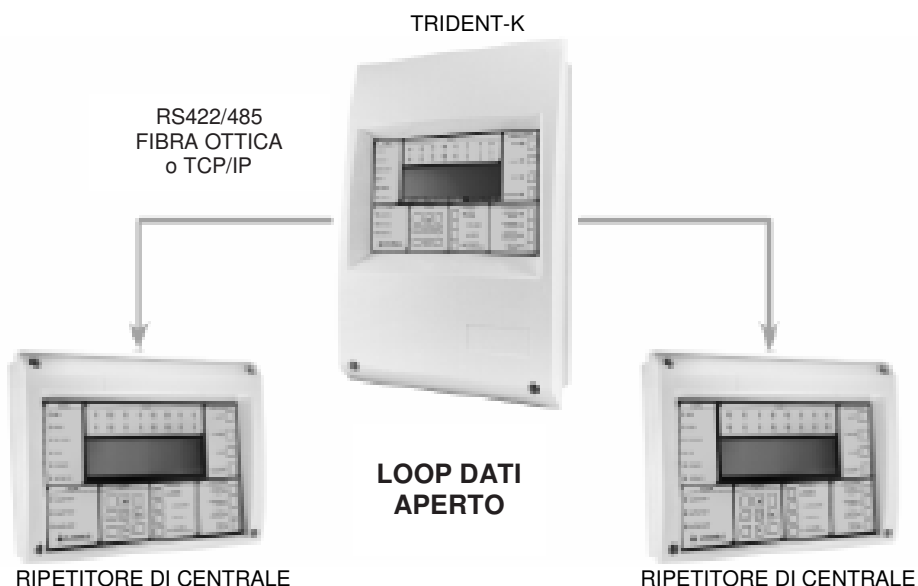 TRIDENT-K
RS422/485
FIBRA OTTICA
o TCP/IP
LOOP DATI
APERTO
RIPETITORE DI CENTRALE
RIPETITORE DI CENTRALE